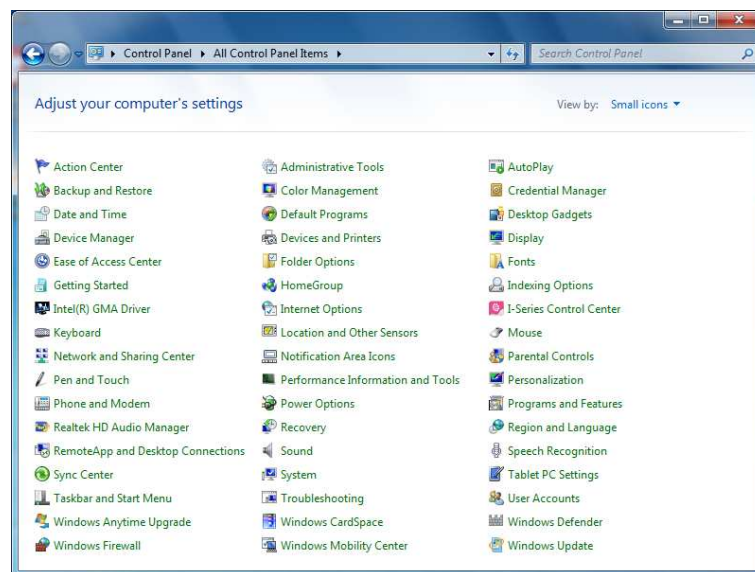 Control Panel All Control Panel Items Search Control Panel
Adjust your computer's settings View by: Small icons
Action Center Administrative Tools AutoPlay
Backup and Restore Color Management Credential Manager
Date and Time Default Programs Desktop Gadgets
Device Manager Devices and Printers Display
Ease of Access Center Folder Options Fonts
Getting Started HomeGroup Indexing Options
Intel(R) GMA Driver Internet Options I-Series Control Center
Keyboard Location and Other Sensors Mouse
Network and Sharing Center Notification Area Icons Parental Controls
Pen and Touch Performance Information and Tools Personalization
Phone and Modem Power Options Programs and Features
Realtek HD Audio Manager Recovery Region and Language
RemoteApp and Desktop Connections Sound Speech Recognition
Sync Center System Tablet PC Settings
Taskbar and Start Menu Troubleshooting User Accounts
Windows Anytime Upgrade Windows CardSpace Windows Defender
Windows Firewall Windows Mobility Center Windows Update